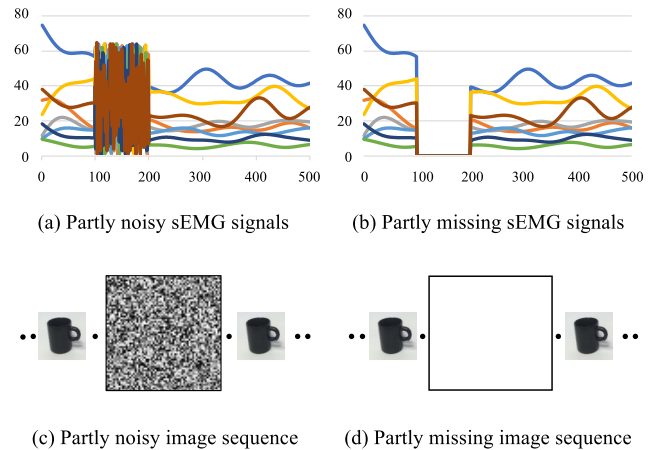 80
60
40
20
0
0 100 200 300 400 500
(a) Partly noisy sEMG signals
80
60
40
20
0
0 100 200 300 400 500
(b) Partly missing sEMG signals
(c) Partly noisy image sequence
(d) Partly missing image sequence